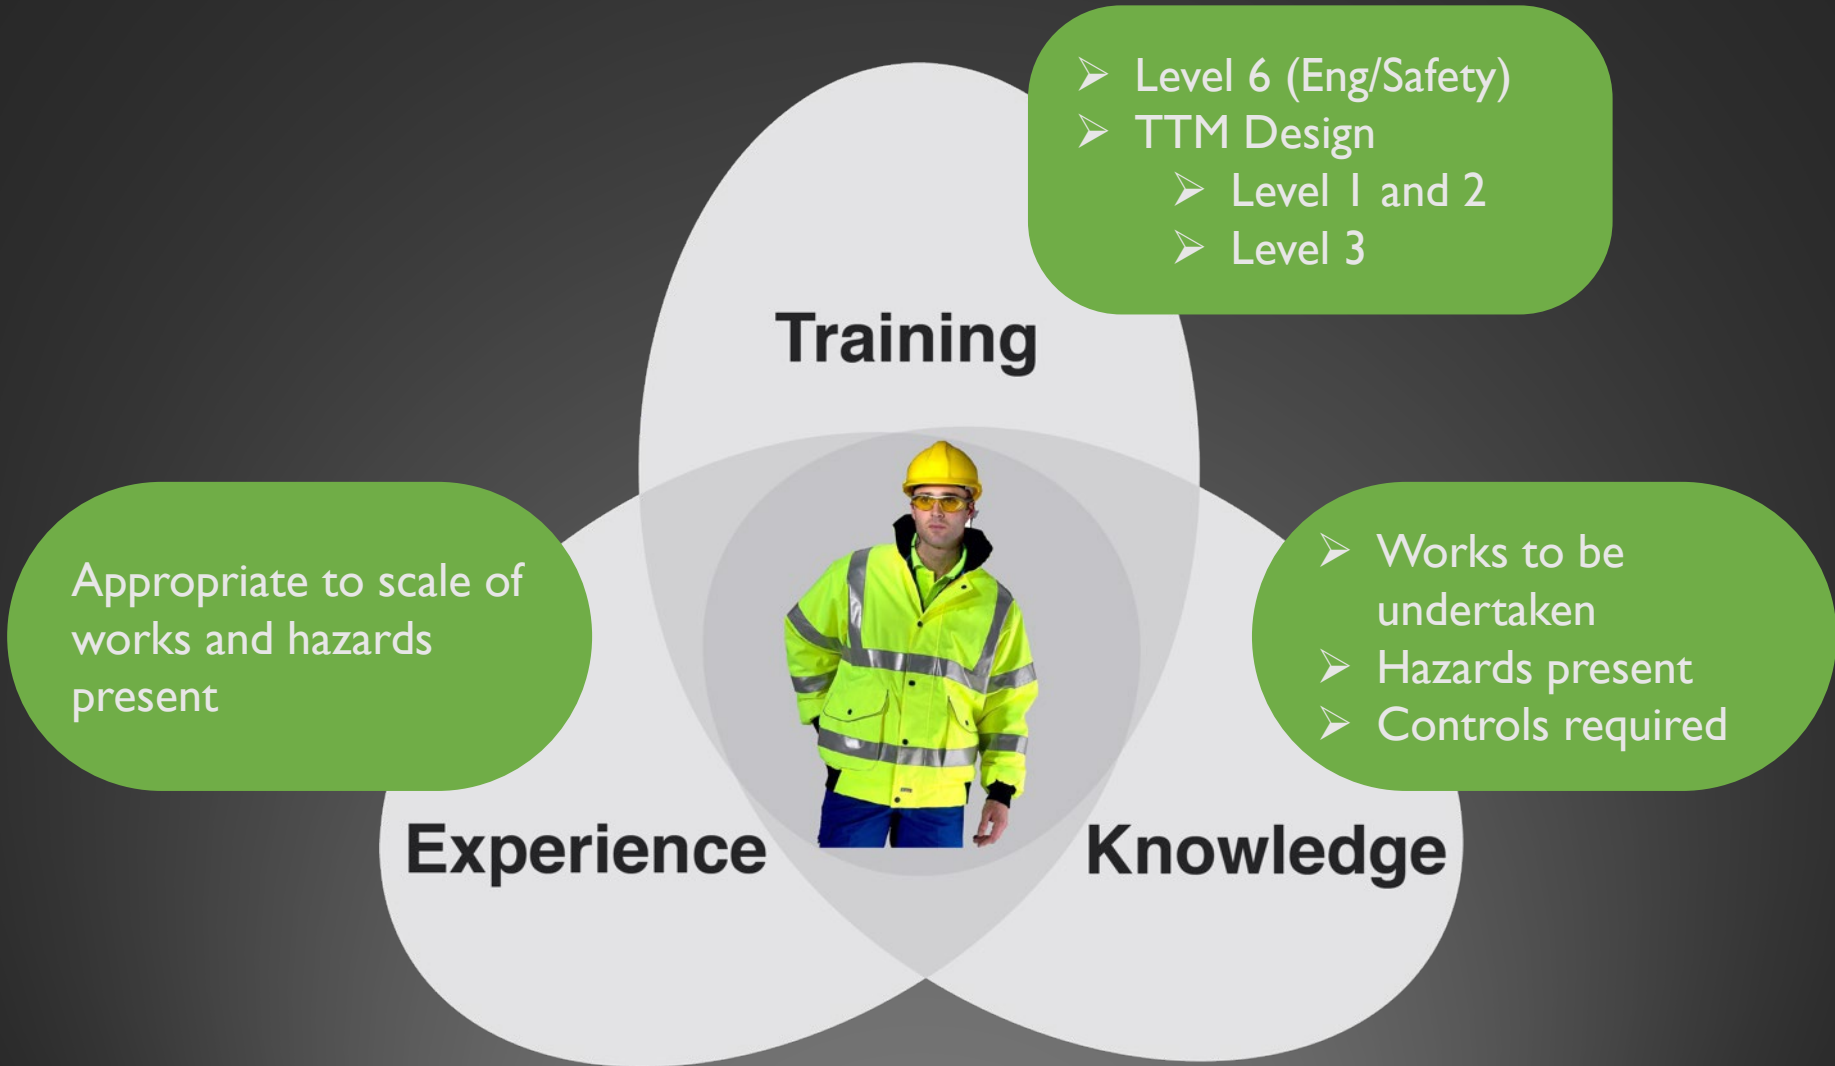 ➢ Level 6 (Eng/Safety)
➢ TTM Design
➢ Level 1 and 2
➢ Level 3
Training
Appropriate to scale of
works and hazards
present
➢ Works to be
undertaken
➢ Hazards present
➢ Controls required
Experience
Knowledge